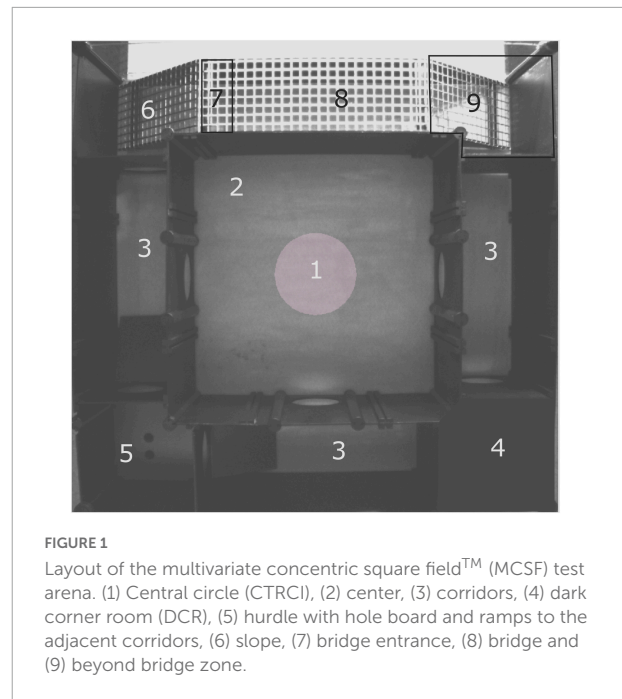 6
7
8
9
2
3
1
3
5
3
4
FIGURE 1
Layout of the multivariate concentric square field™ (MCSF) test
arena. (1) Central circle (CTRCI), (2) center, (3) corridors, (4) dark
corner room (DCR), (5) hurdle with hole board and ramps to the
adjacent corridors, (6) slope, (7) bridge entrance, (8) bridge and
(9) beyond bridge zone.